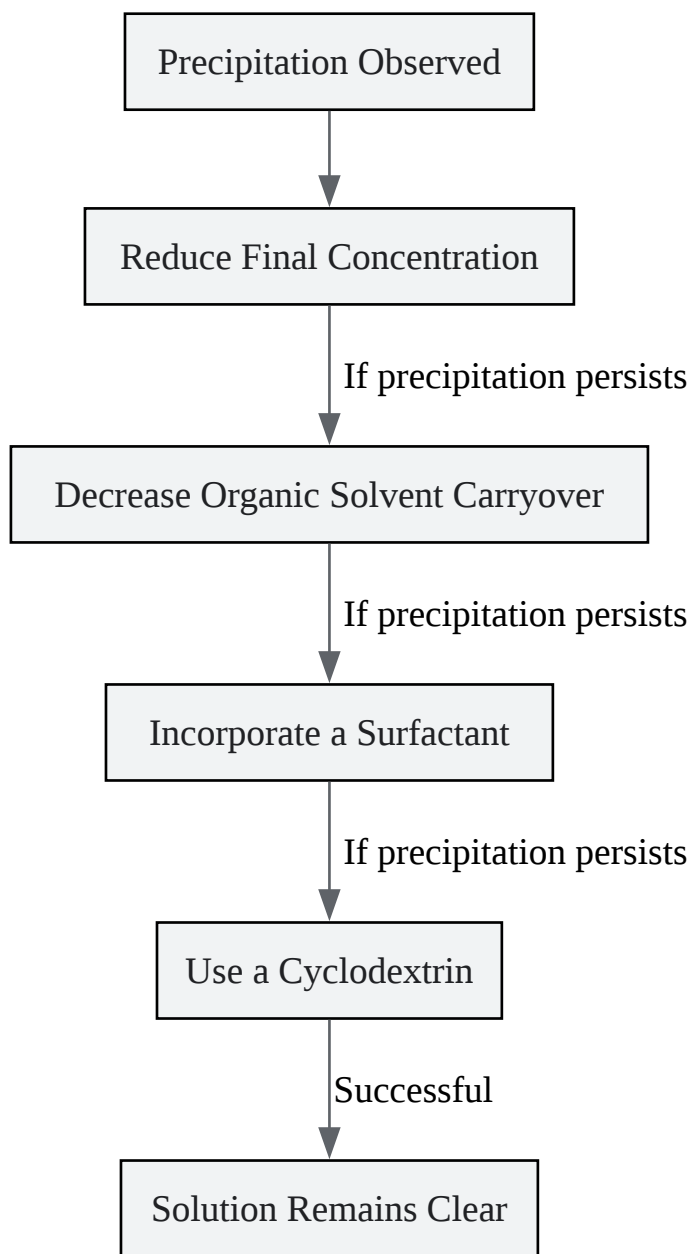 Precipitation Observed
Reduce Final Concentration
If precipitation persists
Decrease Organic Solvent Carryover
If precipitation persists
Incorporate a Surfactant
If precipitation persists
Use a Cyclodextrin
Successful
Solution Remains Clear